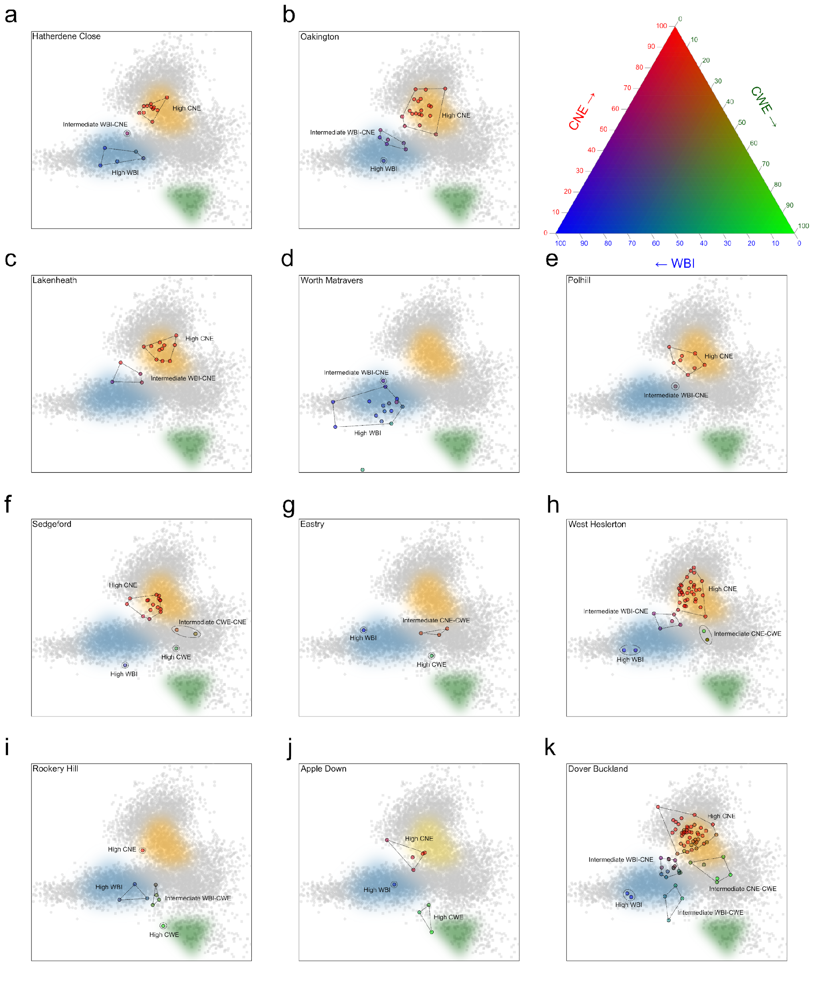 a
Hatherdene Close
High CNE
Intermediate WBI-CNE
High WBI
b
Oakington
High CNE
Intermediate WBI-CNE
High WBI
CNE →
CWE →
← WBI
100
90
80
70
60
50
40
30
20
10
0
0
10
20
30
40
50
60
70
80
90
100
100 90 80 70 60 50 40 30 20 10 0
c
Lakenheath
High CNE
Intermediate WBI-CNE
d
Worth Matravers
Intermediate WBI-CNE
High WBI
e
Polhill
High CNE
Intermediate WBI-CNE
f
Sedgeford
High CNE
Intermediate CWE-CNE
High CWE
High WBI
g
Eastry
Intermediate CNE-CWE
High WBI
High CWE
h
West Heslerton
High CNE
Intermediate WBI-CNE
Intermediate CNE-CWE
High WBI
i
Rookery Hill
High CNE
High WBI
Intermediate WBI-CWE
High CWE
j
Apple Down
High CNE
High WBI
High CWE
k
Dover Buckland
High CNE
Intermediate WBI-CNE
Intermediate CNE-CWE
High WBI
Intermediate WBI-CWE